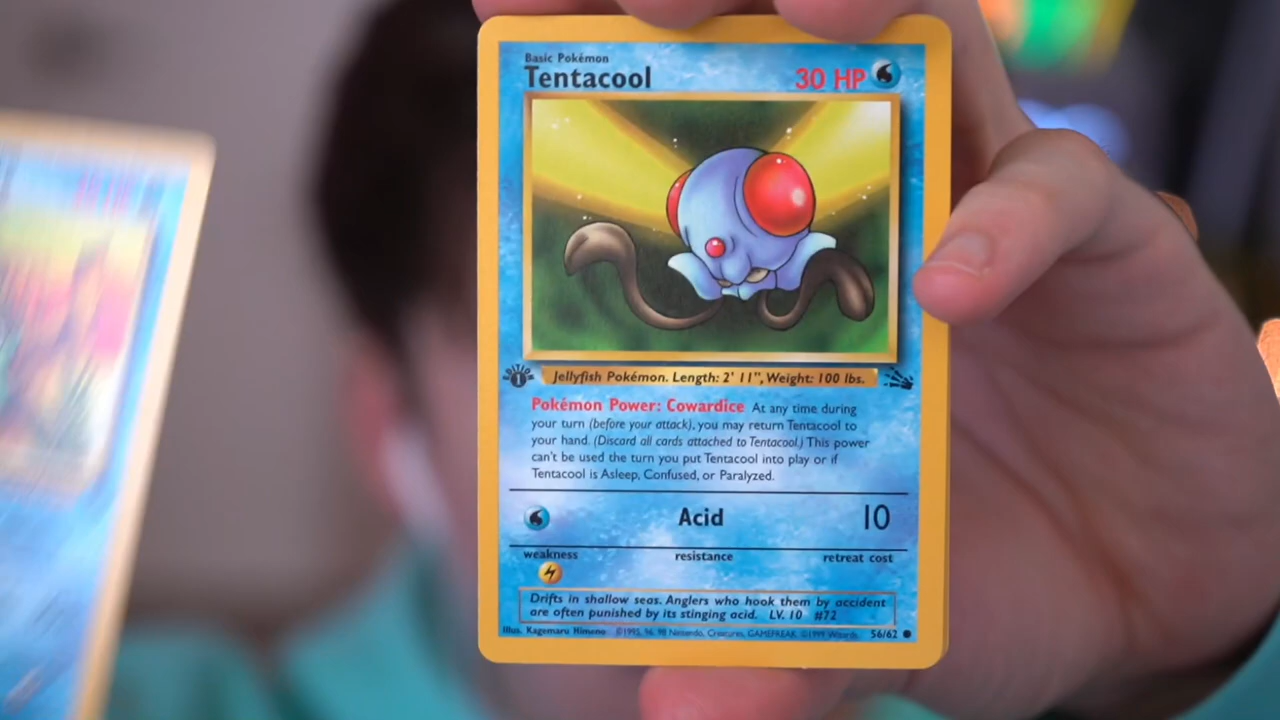 Basic Pokémon
Tentacool
30 HP
EDITION
1
Jellyfish Pokémon. Length: 2' 11", Weight: 100 lbs.
Pokémon Power: Cowardice At any time during
your turn (before your attack), you may return Tentacool to
your hand. (Discard all cards attached to Tentacool.) This power
can't be used the turn you put Tentacool into play or if
Tentacool is Asleep, Confused, or Paralyzed.
Acid 10
weakness resistance retreat cost
Drifts in shallow seas. Anglers who hook them by accident
are often punished by its stinging acid. LV. 10 #72
Illus. Kagemaru Himeno ©1995, 96, 98 Nintendo, Creatures, GAMEFREAK. ©1999 Wizards. 56/62